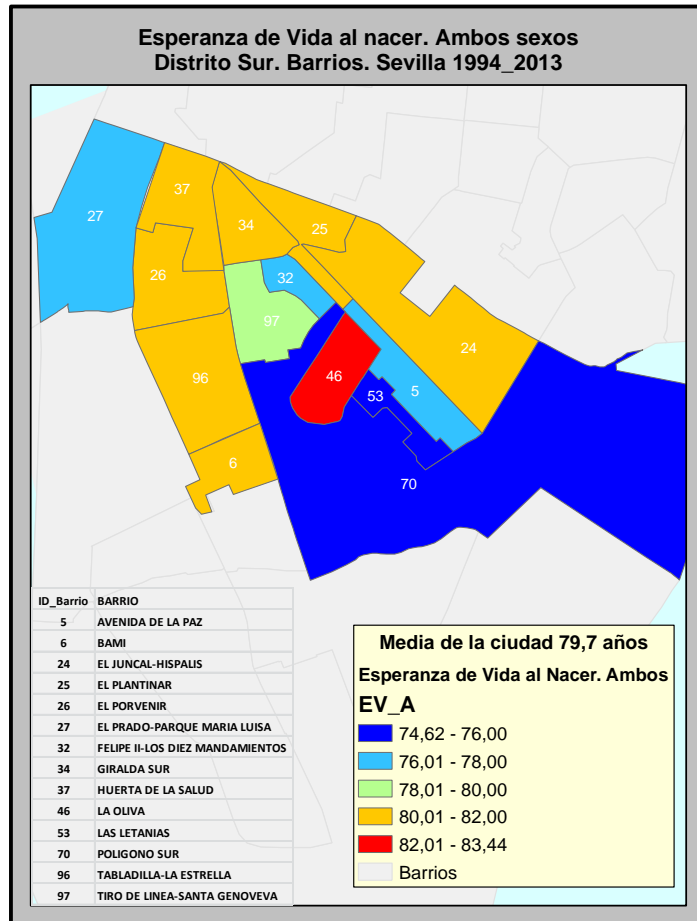 Esperanza de Vida al nacer. Ambos sexos
Distrito Sur. Barrios. Sevilla 1994_2013
37
27
34
25
26
32
97
24
96
46
53
5
6
70
ID_Barrio BARRIO
5 AVENIDA DE LA PAZ
6 BAMI
24 EL JUNCAL-HISPALIS
25 EL PLANTINAR
26 EL PORVENIR
27 EL PRADO-PARQUE MARIA LUISA
32 FELIPE II-LOS DIEZ MANDAMIENTOS
34 GIRALDA SUR
37 HUERTA DE LA SALUD
46 LA OLIVA
53 LAS LETANIAS
70 POLIGONO SUR
96 TABLADILLA-LA ESTRELLA
97 TIRO DE LINEA-SANTA GENOVEVA
Media de la ciudad 79,7 años
Esperanza de Vida al Nacer. Ambos
EV_A
74,62 - 76,00
76,01 - 78,00
78,01 - 80,00
80,01 - 82,00
82,01 - 83,44
Barrios